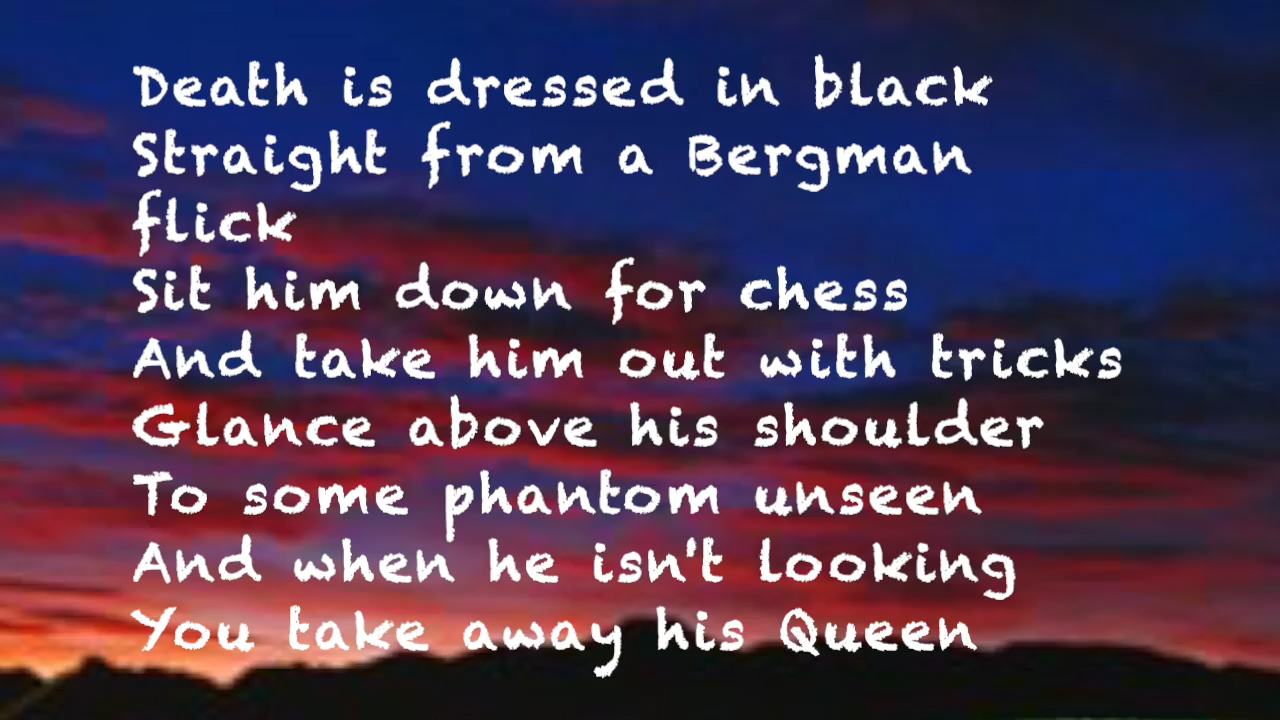 Death is dressed in black
Straight from a Bergman
flick
Sit him down for chess
And take him out with tricks
Glance above his shoulder
To some phantom unseen
And when he isn't looking
You take away his Queen